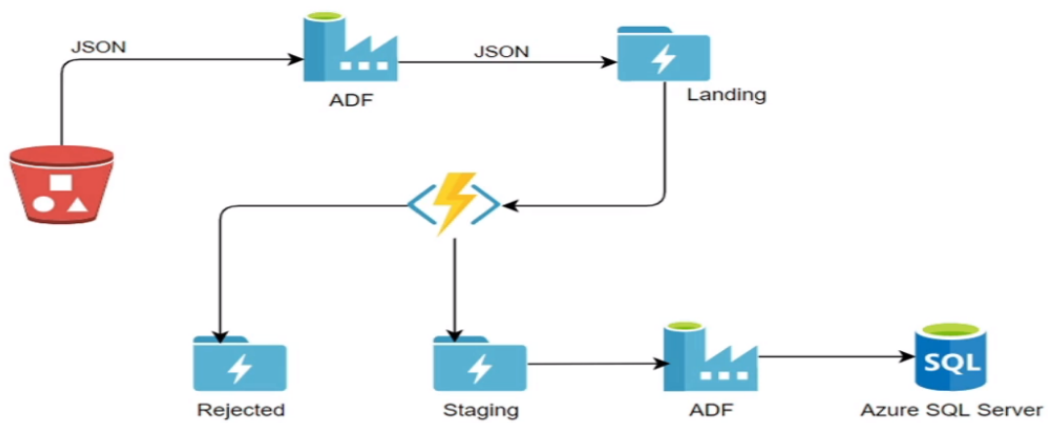 JSON
JSON
ADF
Landing
SQL
Rejected
Staging
ADF
Azure SQL Server